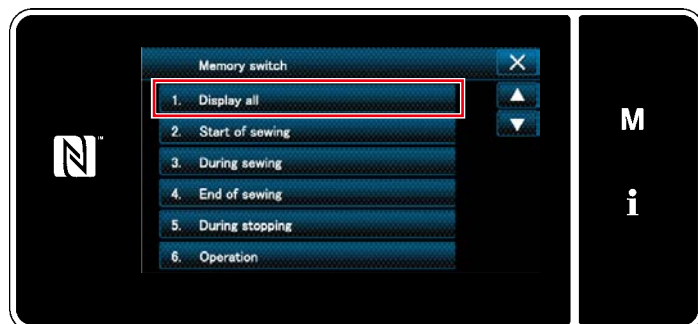 Memory switch
1. Display all
2. Start of sewing
3. During sewing
4. End of sewing
5. During stopping
6. Operation
M
i